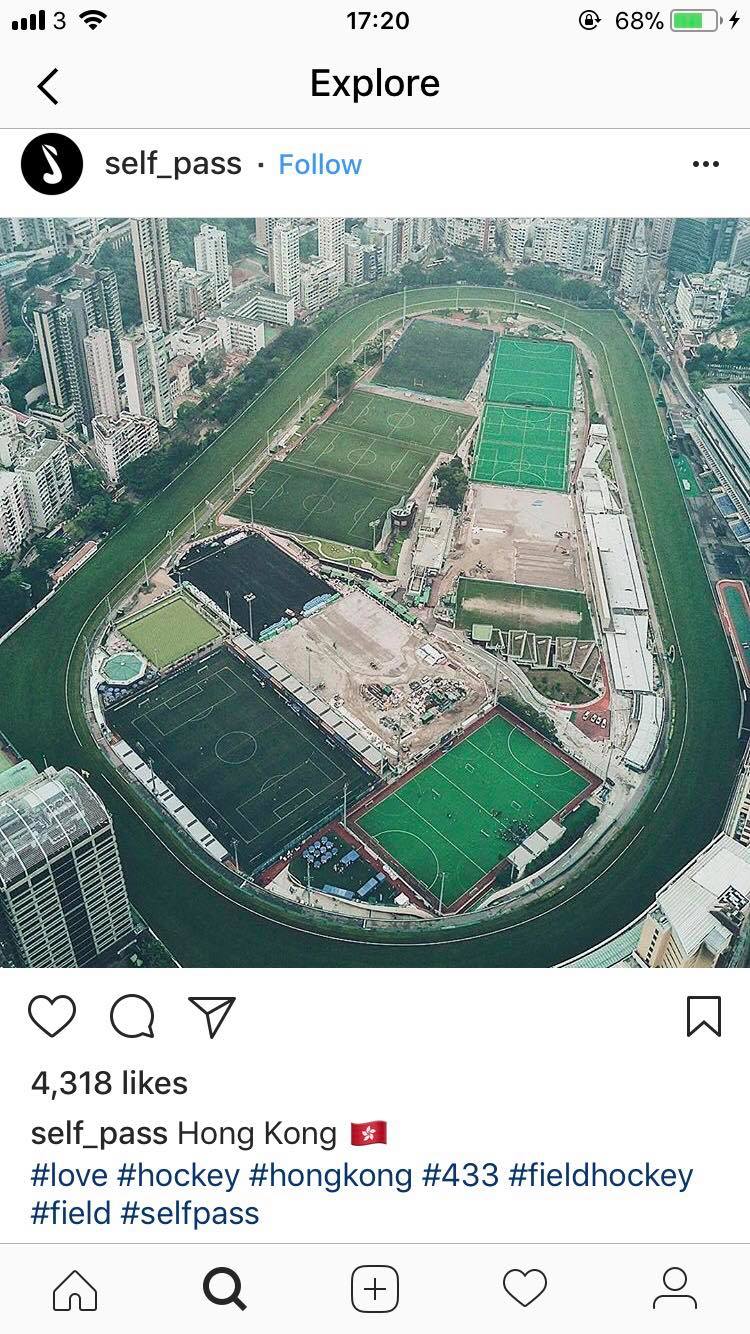 3 17:20 68%
Explore
self_pass · Follow
4,318 likes
self_pass Hong Kong 🇭🇰
#love #hockey #hongkong #433 #fieldhockey
#field #selfpass